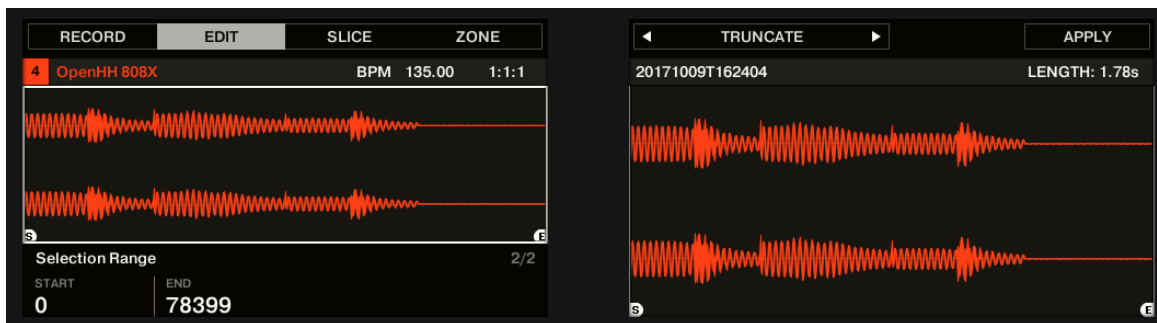 RECORD EDIT SLICE ZONE
4 OpenHH 808X BPM 135.00 1:1:1
S E
Selection Range 2/2
START END
0 78399
◀ TRUNCATE ▶ APPLY
20171009T162404 LENGTH: 1.78s
S E